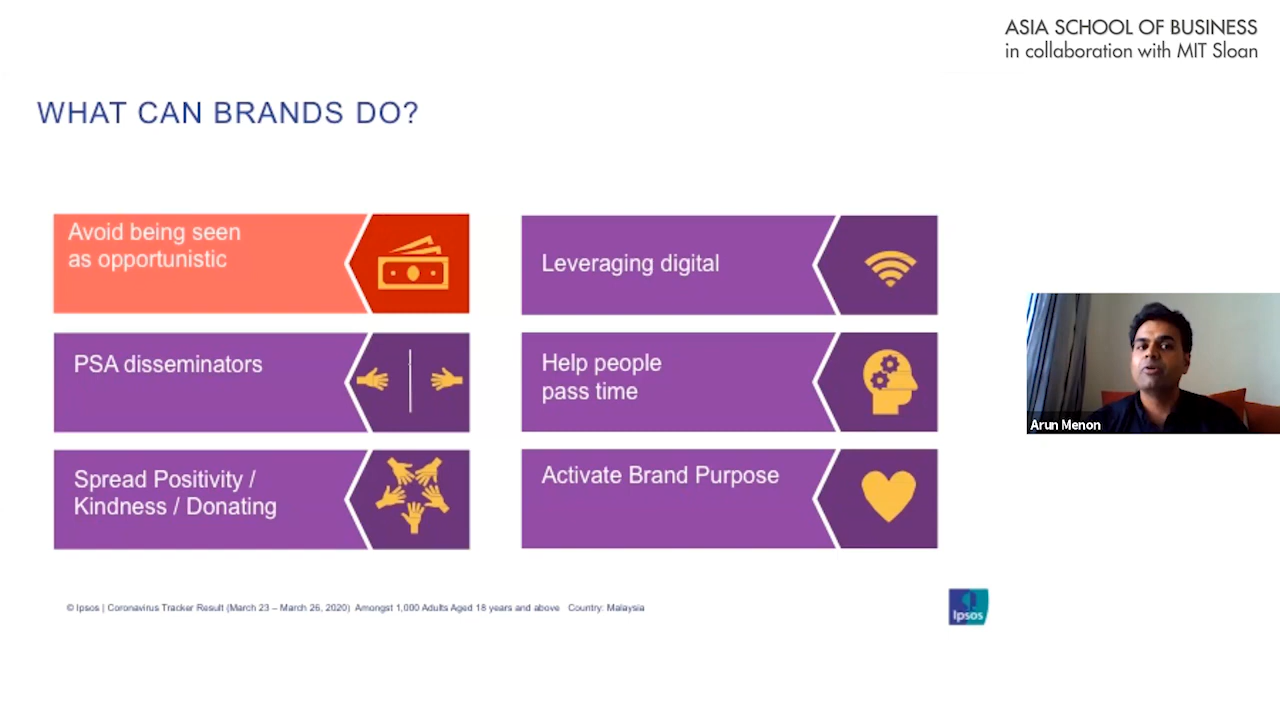 ASIA SCHOOL OF BUSINESS
in collaboration with MIT Sloan
WHAT CAN BRANDS DO?
Avoid being seen
as opportunistic
PSA disseminators
Spread Positivity /
Kindness / Donating
Leveraging digital
Help people
pass time
Activate Brand Purpose
Arun Menon
© Ipsos | Coronavirus Tracker Result (March 23 – March 26, 2020) Amongst 1,000 Adults Aged 18 years and above Country: Malaysia
Ipsos